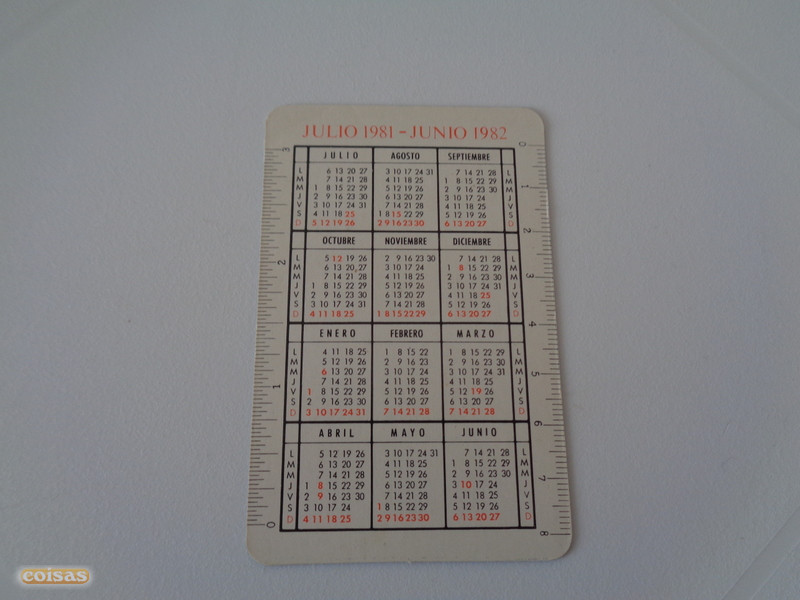 JULIO 1981 - JUNIO 1982
JULIO AGOSTO SEPTIEMBRE
L 6 13 20 27 3 10 17 24 31 7 14 21 28 L
M 7 14 21 28 4 11 18 25 1 8 15 22 29 M
M 1 8 15 22 29 5 12 19 26 2 9 16 23 30 M
J 2 9 16 23 30 6 13 20 27 3 10 17 24 J
V 3 10 17 24 31 7 14 21 28 4 11 18 25 V
S 4 11 18 25 1 8 15 22 29 5 12 19 26 S
D 5 12 19 26 2 9 16 23 30 6 13 20 27 D
OCTUBRE NOVIEMBRE DICIEMBRE
L 5 12 19 26 2 9 16 23 30 7 14 21 28 L
M 6 13 20 27 3 10 17 24 1 8 15 22 29 M
M 7 14 21 28 4 11 18 25 2 9 16 23 30 M
J 1 8 15 22 29 5 12 19 26 3 10 17 24 31 J
V 2 9 16 23 30 6 13 20 27 4 11 18 25 V
S 3 10 17 24 31 7 14 21 28 5 12 19 26 S
D 4 11 18 25 1 8 15 22 29 6 13 20 27 D
ENERO FEBRERO MARZO
L 4 11 18 25 1 8 15 22 1 8 15 22 29 L
M 5 12 19 26 2 9 16 23 2 9 16 23 30 M
M 6 13 20 27 3 10 17 24 3 10 17 24 31 M
J 7 14 21 28 4 11 18 25 4 11 18 25 J
V 1 8 15 22 29 5 12 19 26 5 12 19 26 V
S 2 9 16 23 30 6 13 20 27 6 13 20 27 S
D 3 10 17 24 31 7 14 21 28 7 14 21 28 D
ABRIL MAYO JUNIO
L 5 12 19 26 3 10 17 24 31 7 14 21 28 L
M 6 13 20 27 4 11 18 25 1 8 15 22 29 M
M 7 14 21 28 5 12 19 26 2 9 16 23 30 M
J 1 8 15 22 29 6 13 20 27 3 10 17 24 J
V 2 9 16 23 30 7 14 21 28 4 11 18 25 V
S 3 10 17 24 1 8 15 22 29 5 12 19 26 S
D 4 11 18 25 2 9 16 23 30 6 13 20 27 D
3
2
1
0
0
1
2
3
4
5
6
7
8
coisas